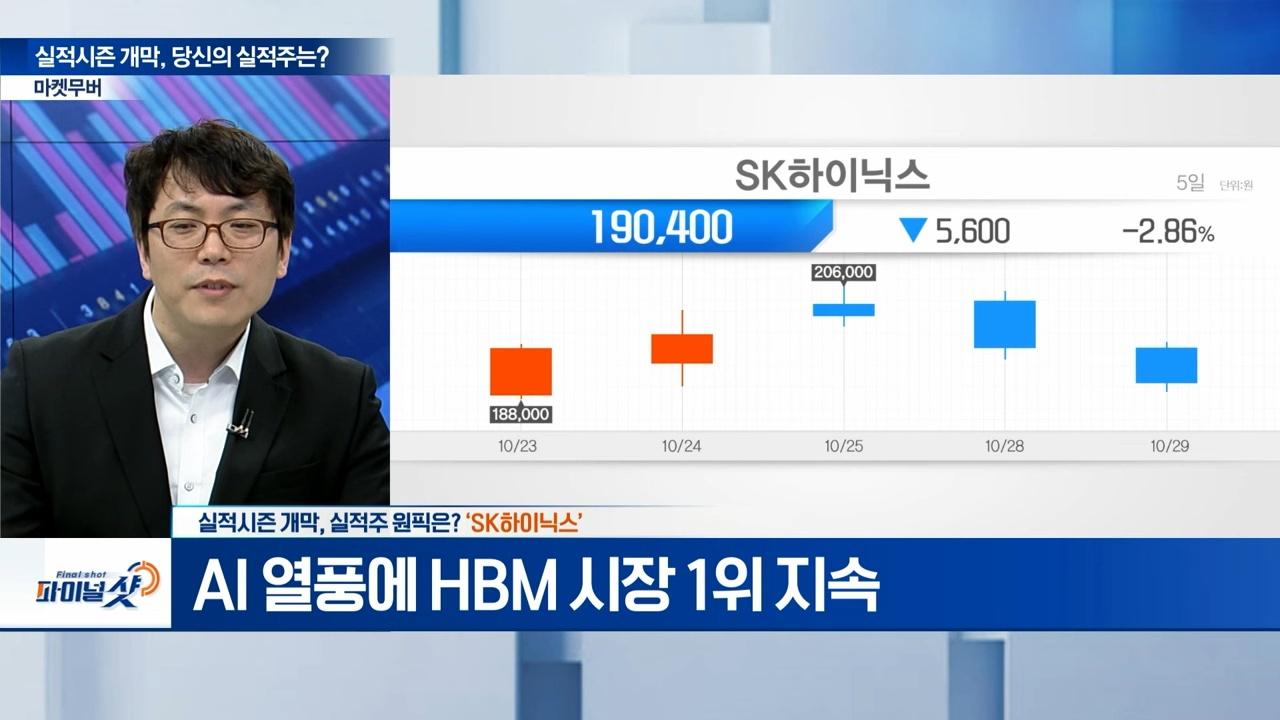 실적시즌 개막, 당신의 실적주는?
마켓무버
SK하이닉스
5일 단위:원
190,400 ▼ 5,600 -2.86%
206,000
188,000
10/23 10/24 10/25 10/28 10/29
실적시즌 개막, 실적주 원픽은? 'SK하이닉스'
Final shot
파이널샷
AI 열풍에 HBM 시장 1위 지속